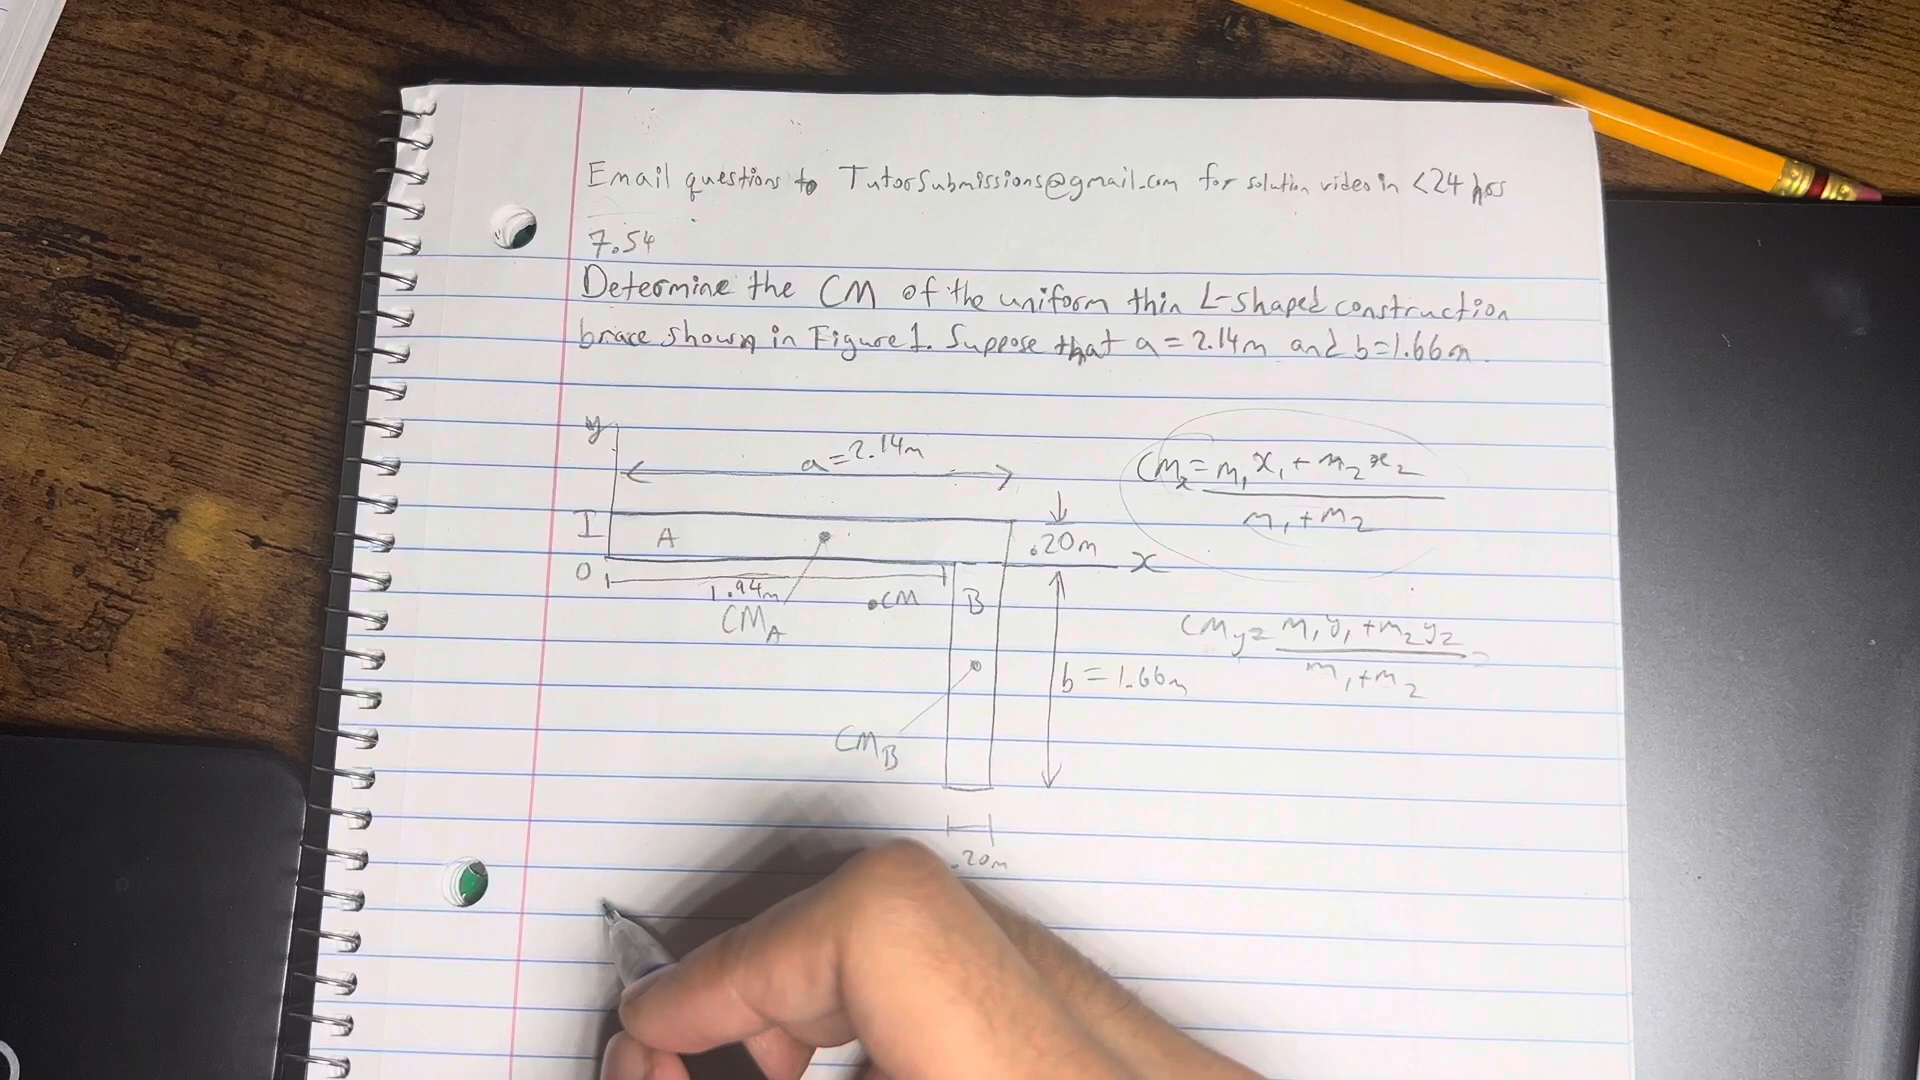 Email questions to TutorSubmissions@gmail.com for solution video in <24 hrs
7.54
Determine the CM of the uniform thin L-shaped construction
brace shown in Figure 1. Suppose that a = 2.14m and b=1.66m.
y
a=2.14m
CMx = m1x1 + m2x2
m1+m2
I
A
.20m
x
O
1.94m
.CM
B
CMA
CMy= m1y1+m2y2 =
m1+m2
b = 1.66m
CMB
.20m